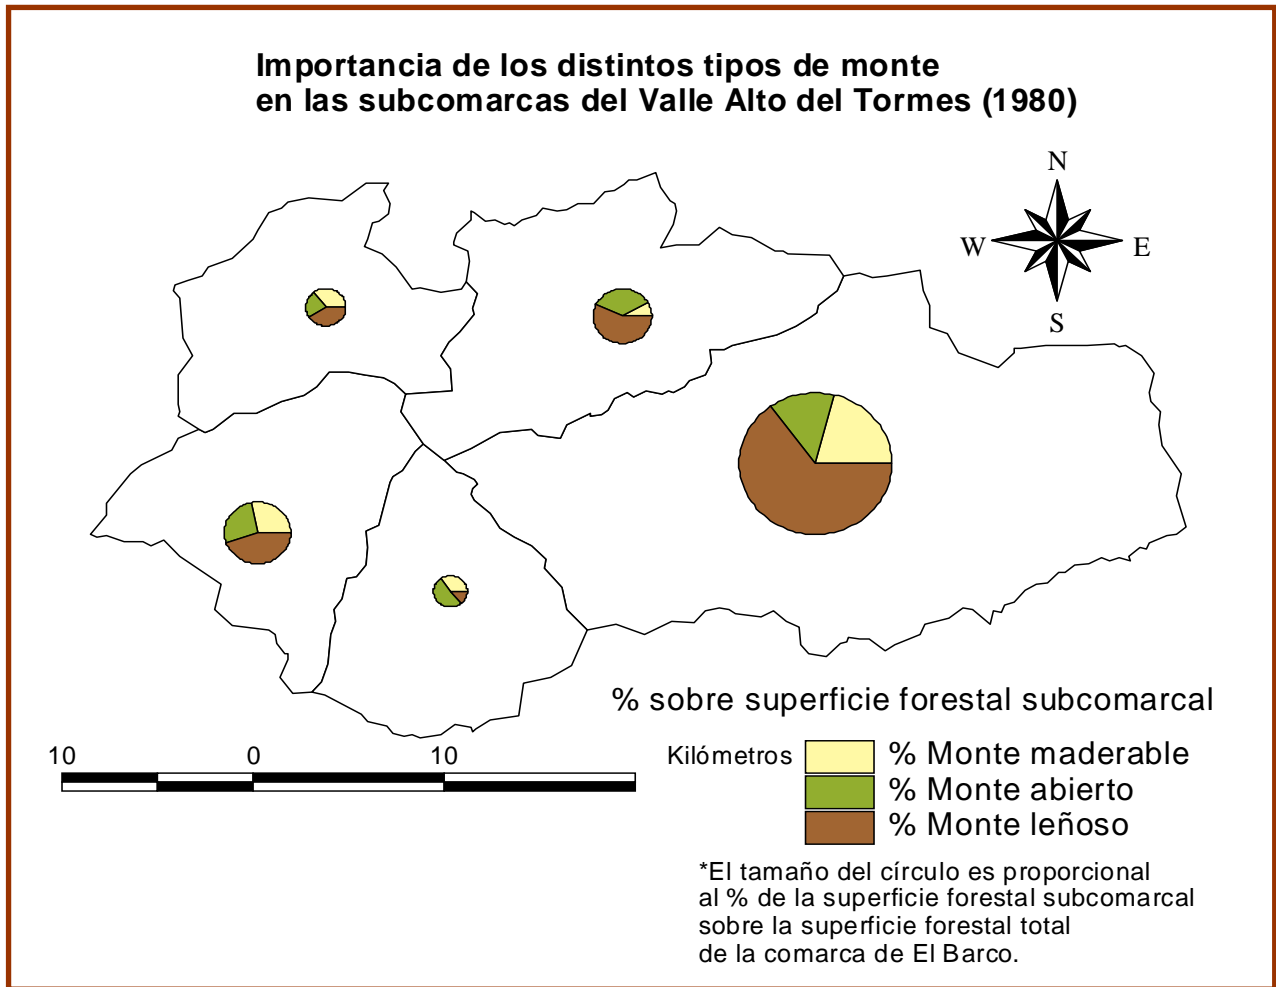 Importancia de los distintos tipos de monte
en las subcomarcas del Valle Alto del Tormes (1980)
N
W
E
S
% sobre superficie forestal subcomarcal
10
0
10
Kilómetros
% Monte maderable
% Monte abierto
% Monte leñoso
*El tamaño del círculo es proporcional
al % de la superficie forestal subcomarcal
sobre la superficie forestal total
de la comarca de El Barco.